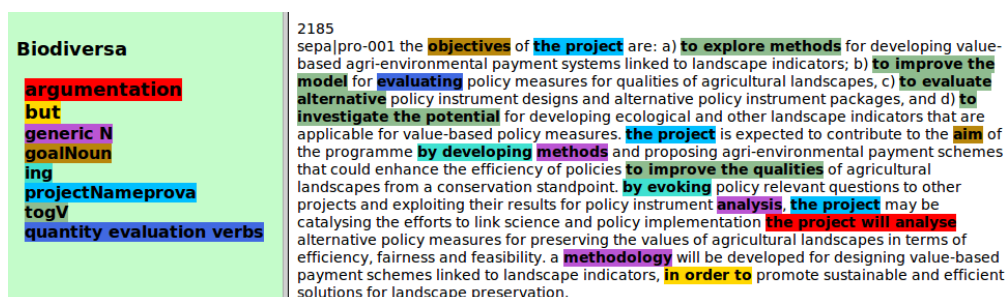 Biodiversa
argumentation
but
generic N
goalNoun
ing
projectNameprova
togV
quantity evaluation verbs
2185
sepa|pro-001 the objectives of the project are: a) to explore methods for developing value-
based agri-environmental payment systems linked to landscape indicators; b) to improve the
model for evaluating policy measures for qualities of agricultural landscapes, c) to evaluate
alternative policy instrument designs and alternative policy instrument packages, and d) to
investigate the potential for developing ecological and other landscape indicators that are
applicable for value-based policy measures. the project is expected to contribute to the aim of
the programme by developing methods and proposing agri-environmental payment schemes
that could enhance the efficiency of policies to improve the qualities of agricultural
landscapes from a conservation standpoint. by evoking policy relevant questions to other
projects and exploiting their results for policy instrument analysis, the project may be
catalysing the efforts to link science and policy implementation the project will analyse
alternative policy measures for preserving the values of agricultural landscapes in terms of
efficiency, fairness and feasibility. a methodology will be developed for designing value-based
payment schemes linked to landscape indicators, in order to promote sustainable and efficient
solutions for landscape preservation.